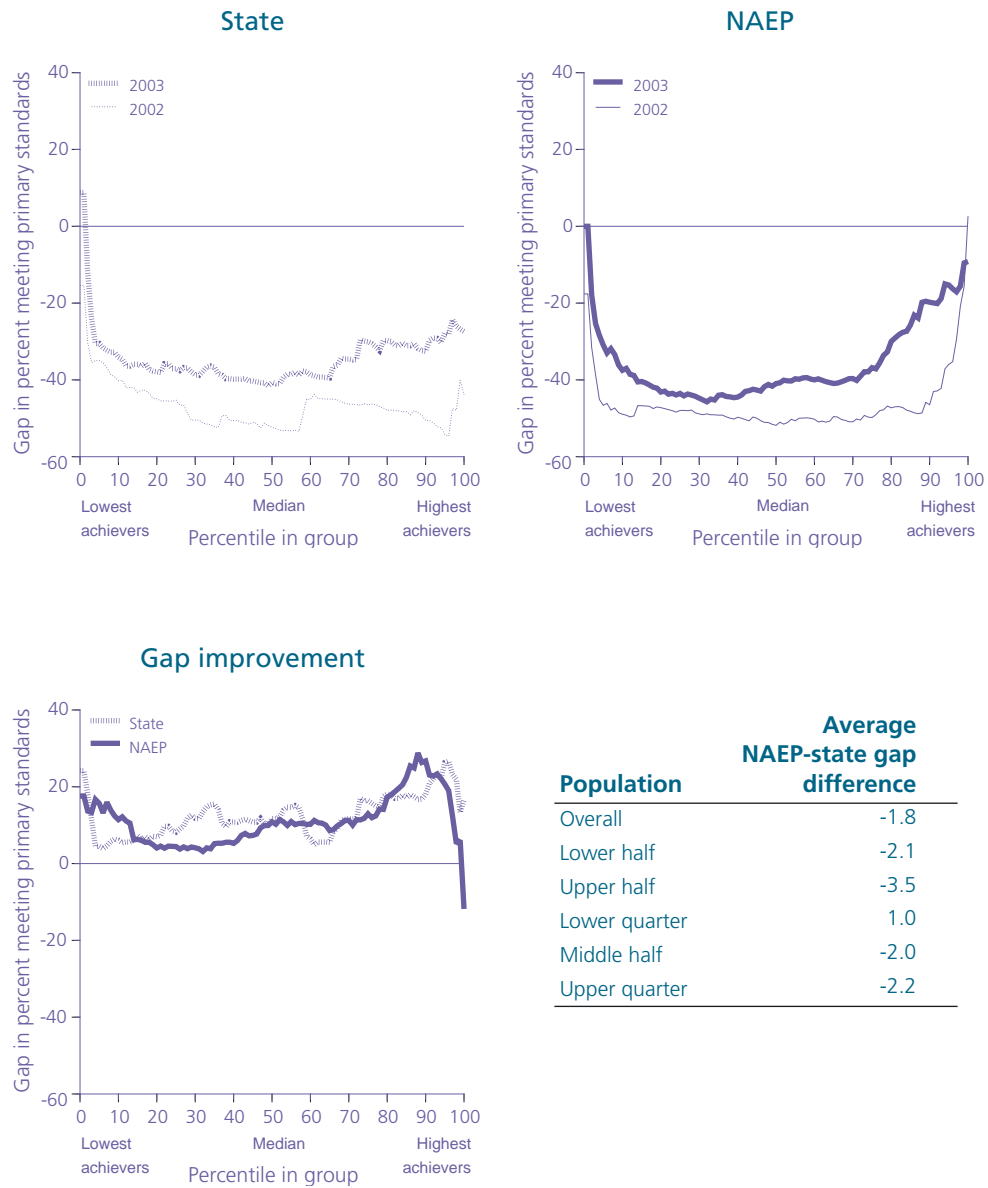 State
Gap in percent meeting primary standards
40
20
0
-20
-40
-60
2003
2002
0 10 20 30 40 50 60 70 80 90 100
Lowest achievers
Median
Highest achievers
Percentile in group
NAEP
Gap in percent meeting primary standards
40
20
0
-20
-40
-60
2003
2002
0 10 20 30 40 50 60 70 80 90 100
Lowest achievers
Median
Highest achievers
Percentile in group
Gap improvement
Gap in percent meeting primary standards
40
20
0
-20
-40
-60
State
NAEP
0 10 20 30 40 50 60 70 80 90 100
Lowest achievers
Median
Highest achievers
Percentile in group
Population Average NAEP-state gap difference
Overall -1.8
Lower half -2.1
Upper half -3.5
Lower quarter 1.0
Middle half -2.0
Upper quarter -2.2